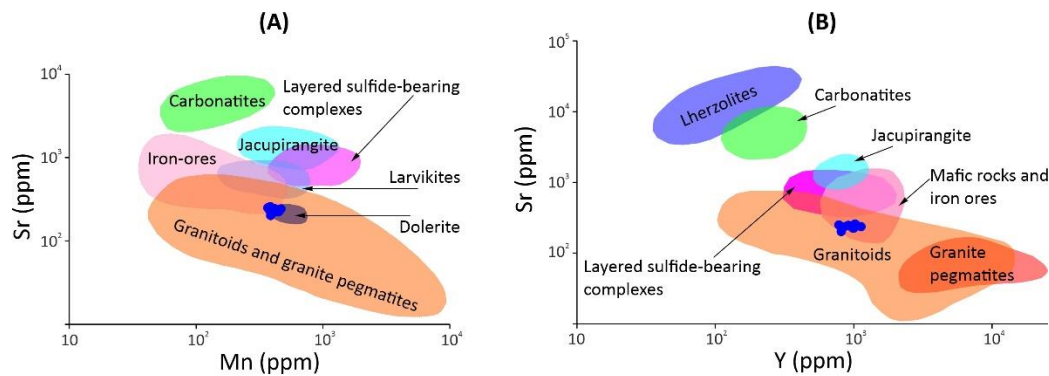 (A)
10⁴
10³
10²
Sr (ppm)
10
10²
10³
10⁴
Mn (ppm)
Carbonatites
Layered sulfide-bearing
complexes
Jacupirangite
Iron-ores
Larvikites
Dolerite
Granitoids and granite pegmatites
(B)
10⁵
10⁴
10³
10²
Sr (ppm)
10
10²
10³
10⁴
Y (ppm)
Lherzolites
Carbonatites
Jacupirangite
Mafic rocks and
iron ores
Granitoids
Layered sulfide-bearing
complexes
Granite
pegmatites